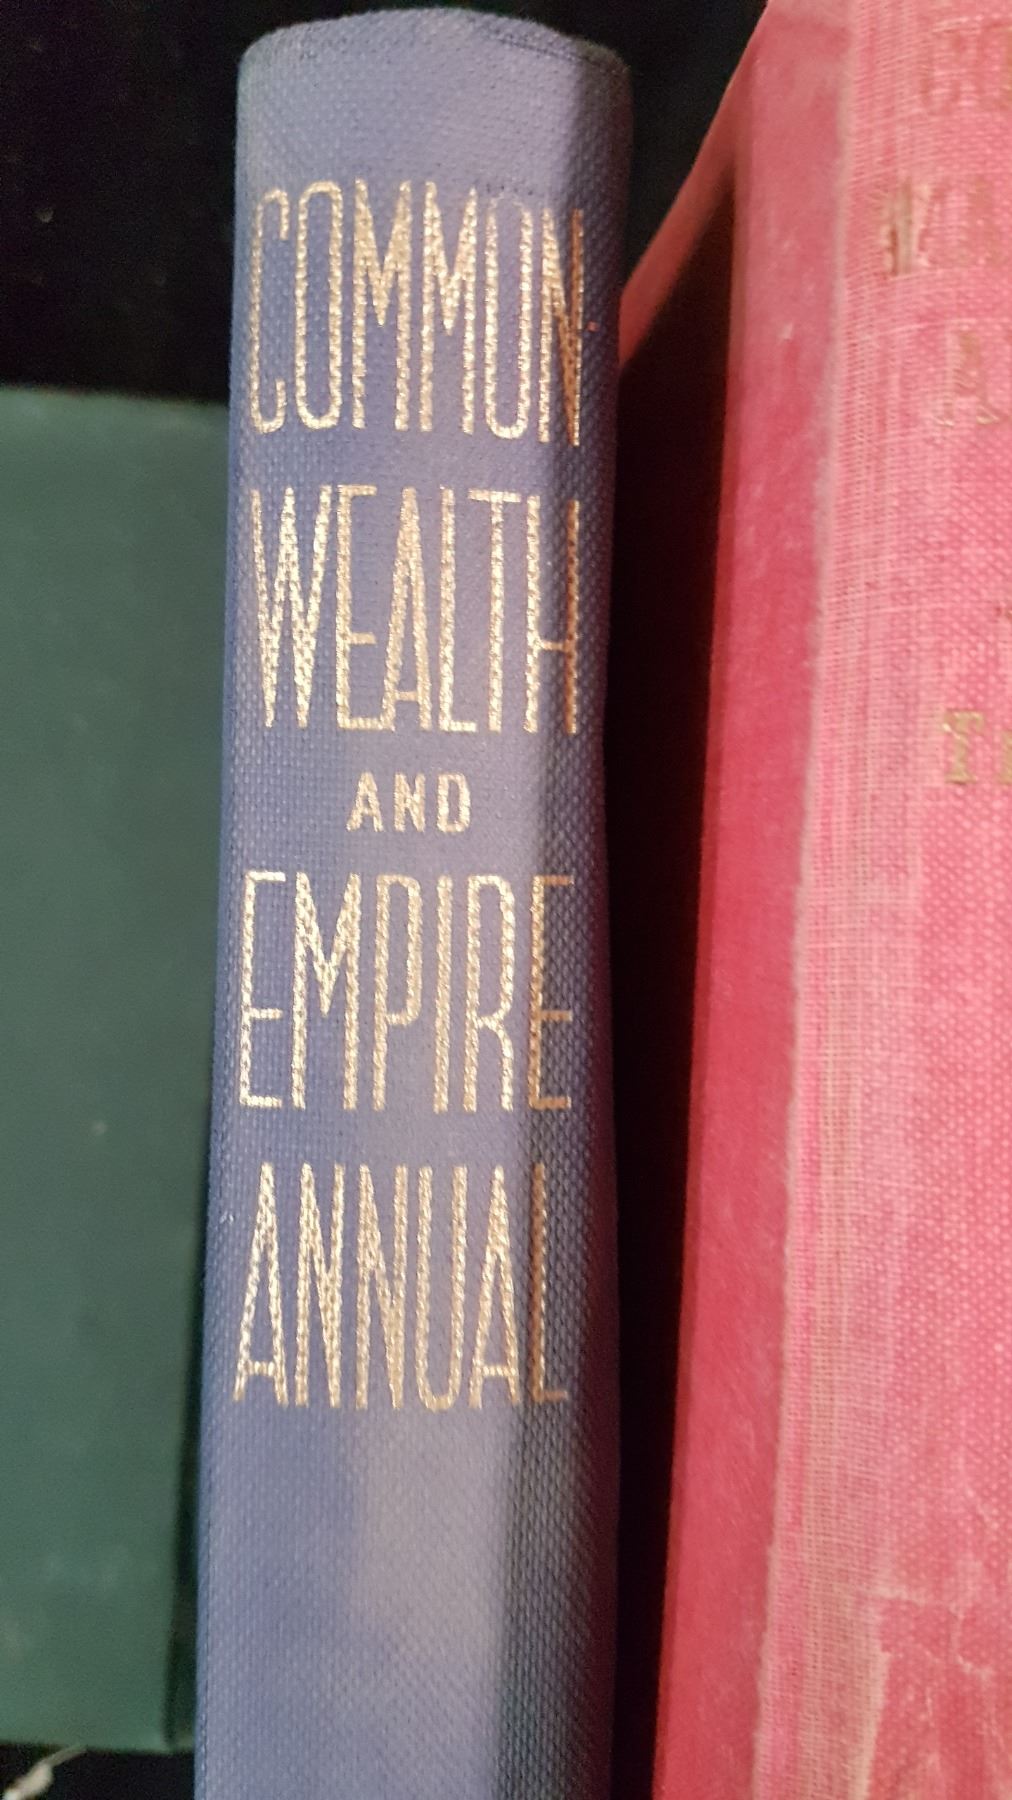 COMMON
WEALTH
AND
EMPIRE
ANNUAL